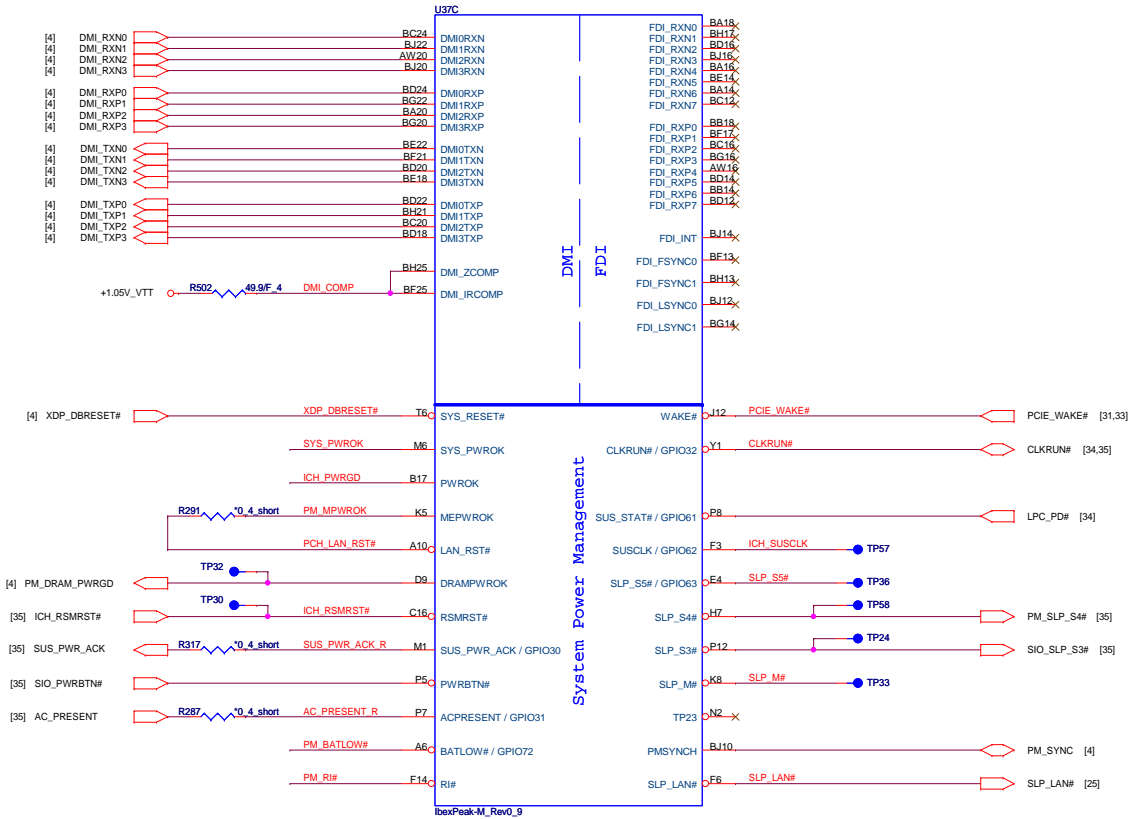 U37C
[4] DMI_RXN0 BC24 DMI0RXN
[4] DMI_RXN1 BJ22 DMI1RXN
[4] DMI_RXN2 AW20 DMI2RXN
[4] DMI_RXN3 BJ20 DMI3RXN
[4] DMI_RXP0 BD24 DMI0RXP
[4] DMI_RXP1 BG22 DMI1RXP
[4] DMI_RXP2 BA20 DMI2RXP
[4] DMI_RXP3 BG20 DMI3RXP
[4] DMI_TXN0 BE22 DMI0TXN
[4] DMI_TXN1 BF21 DMI1TXN
[4] DMI_TXN2 BD20 DMI2TXN
[4] DMI_TXN3 BE18 DMI3TXN
[4] DMI_TXP0 BD22 DMI0TXP
[4] DMI_TXP1 BH21 DMI1TXP
[4] DMI_TXP2 BC20 DMI2TXP
[4] DMI_TXP3 BD18 DMI3TXP
BH25 DMI_ZCOMP
+1.05V_VTT R502 49.9/F_4 DMI_COMP BF25 DMI_IRCOMP
DMI
FDI
FDI_RXN0 BA18
FDI_RXN1 BH17
FDI_RXN2 BD16
FDI_RXN3 BJ16
FDI_RXN4 BA16
FDI_RXN5 BE14
FDI_RXN6 BA14
FDI_RXN7 BC12
FDI_RXP0 BB18
FDI_RXP1 BF17
FDI_RXP2 BC16
FDI_RXP3 BG16
FDI_RXP4 AW16
FDI_RXP5 BD14
FDI_RXP6 BB14
FDI_RXP7 BD12
FDI_INT BJ14
FDI_FSYNC0 BF13
FDI_FSYNC1 BH13
FDI_LSYNC0 BJ12
FDI_LSYNC1 BG14
[4] XDP_DBRESET# XDP_DBRESET# T6 SYS_RESET#
SYS_PWROK M6 SYS_PWROK
ICH_PWRGD B17 PWROK
R291 *0_4_short PM_MPWROK K5 MEPWROK
PCH_LAN_RST# A10 LAN_RST#
TP32
[4] PM_DRAM_PWRGD D9 DRAMPWROK
TP30
[35] ICH_RSMRST# ICH_RSMRST# C16 RSMRST#
[35] SUS_PWR_ACK R317 *0_4_short SUS_PWR_ACK_R M1 SUS_PWR_ACK / GPIO30
[35] SIO_PWRBTN# P5 PWRBTN#
[35] AC_PRESENT R287 *0_4_short AC_PRESENT_R P7 ACPRESENT / GPIO31
PM_BATLOW# A6 BATLOW# / GPIO72
PM_RI# F14 RI#
System Power Management
WAKE# J12 PCIE_WAKE# PCIE_WAKE# [31,33]
CLKRUN# / GPIO32 Y1 CLKRUN# CLKRUN# [34,35]
SUS_STAT# / GPIO61 P8 LPC_PD# [34]
SUSCLK / GPIO62 F3 ICH_SUSCLK TP57
SLP_S5# / GPIO63 E4 SLP_S5# TP36
TP58
SLP_S4# H7 PM_SLP_S4# [35]
TP24
SLP_S3# P12 SIO_SLP_S3# [35]
SLP_M# K8 SLP_M# TP33
TP23 N2
PMSYNCH BJ10 PM_SYNC [4]
SLP_LAN# F6 SLP_LAN# SLP_LAN# [25]
IbexPeak-M_Rev0_9